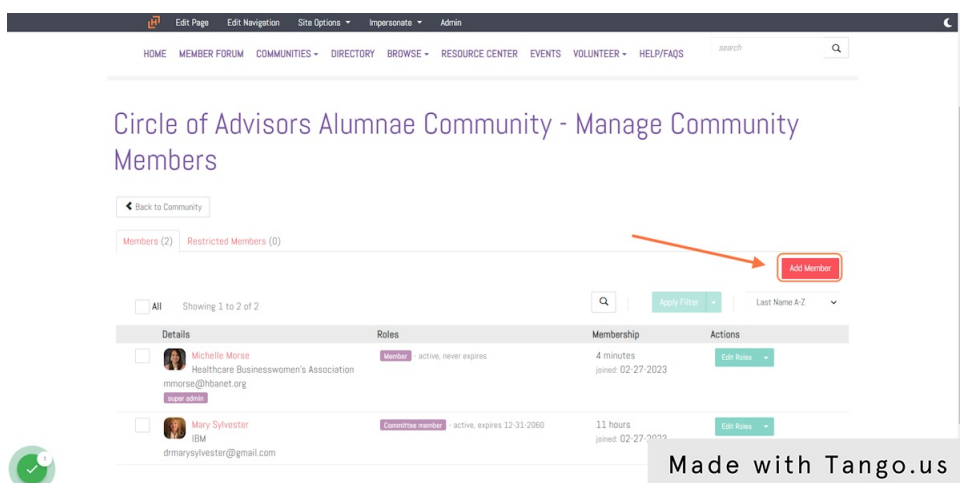 Edit Page Edit Navigation Site Options Impersonate Admin
HOME MEMBER FORUM COMMUNITIES DIRECTORY BROWSE RESOURCE CENTER EVENTS VOLUNTEER HELP/FAQS search
Circle of Advisors Alumnae Community - Manage Community
Members
Back to Community
Members (2) Restricted Members (0)
Add Member
All Showing 1 to 2 of 2 Apply Filter Last Name A-Z
Details Roles Membership Actions
Michelle Morse Member - active, never expires 4 minutes Edit Roles
Healthcare Businesswomen's Association joined: 02-27-2023
mmorse@hbanet.org
super admin
Mary Sylvester Committee member - active, expires 12-31-2060 11 hours Edit Roles
IBM joined: 02-27-2023
drmarysylvester@gmail.com
1
Made with Tango.us